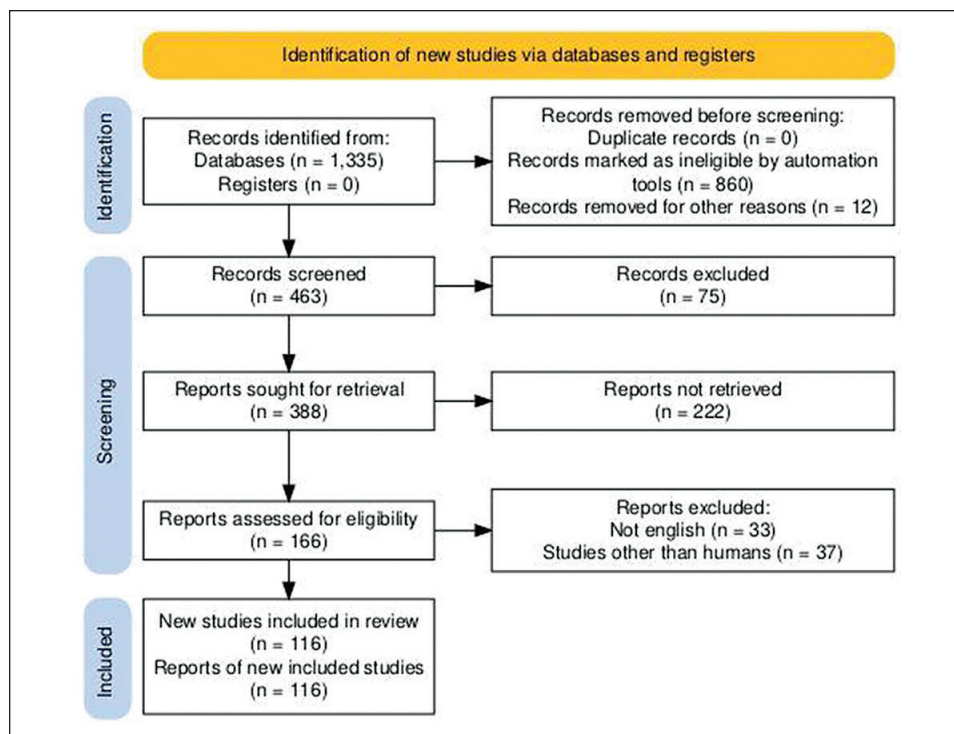 Identification of new studies via databases and registers
Identification
Records identified from:
Databases (n = 1,335)
Registers (n = 0)
Records removed before screening:
Duplicate records (n = 0)
Records marked as ineligible by automation
tools (n = 860)
Records removed for other reasons (n = 12)
Screening
Records screened
(n = 463)
Records excluded
(n = 75)
Reports sought for retrieval
(n = 388)
Reports not retrieved
(n = 222)
Reports assessed for eligibility
(n = 166)
Reports excluded:
Not english (n = 33)
Studies other than humans (n = 37)
Included
New studies included in review
(n = 116)
Reports of new included studies
(n = 116)